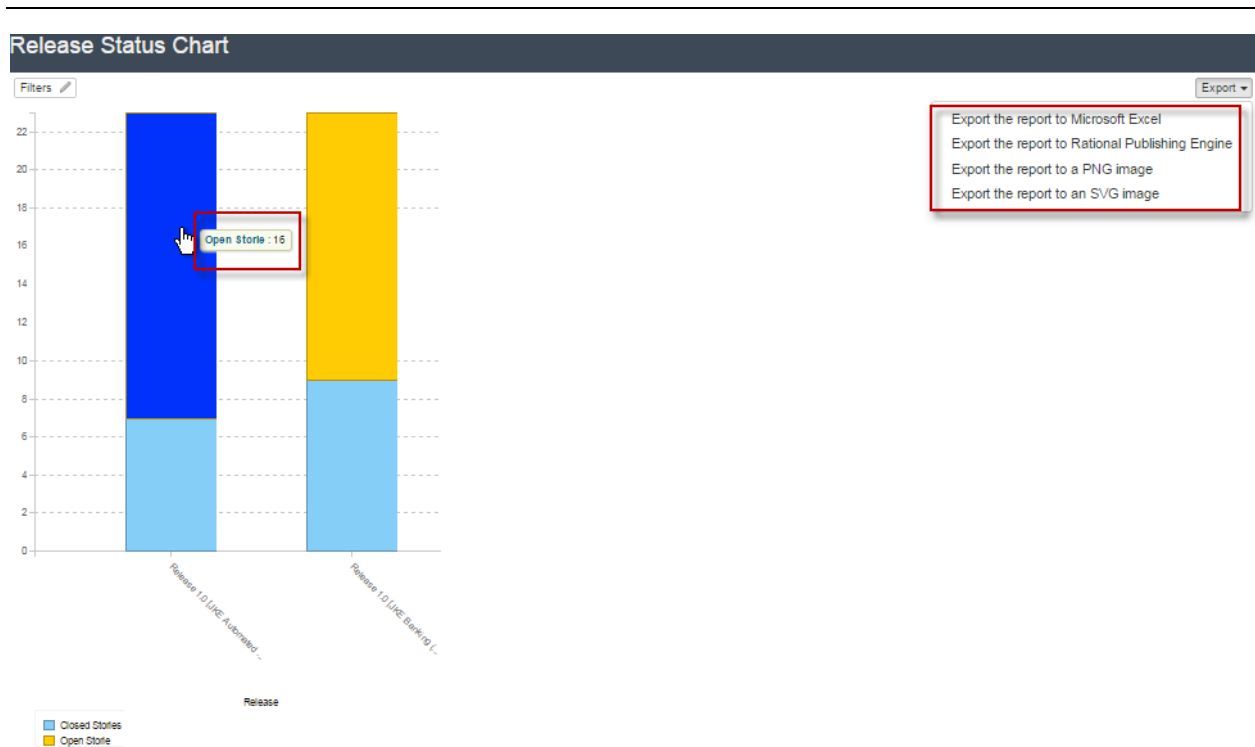 Release Status Chart
Filters
Export
Export the report to Microsoft Excel
Export the report to Rational Publishing Engine
Export the report to a PNG image
Export the report to an SVG image
22
20
18
16
14
12
10
8
6
4
2
0
Open Storie : 16
Release 1.0 (JKE Automated ...
Release 1.0 (JKE Banking (...
Release
Closed Stories
Open Storie